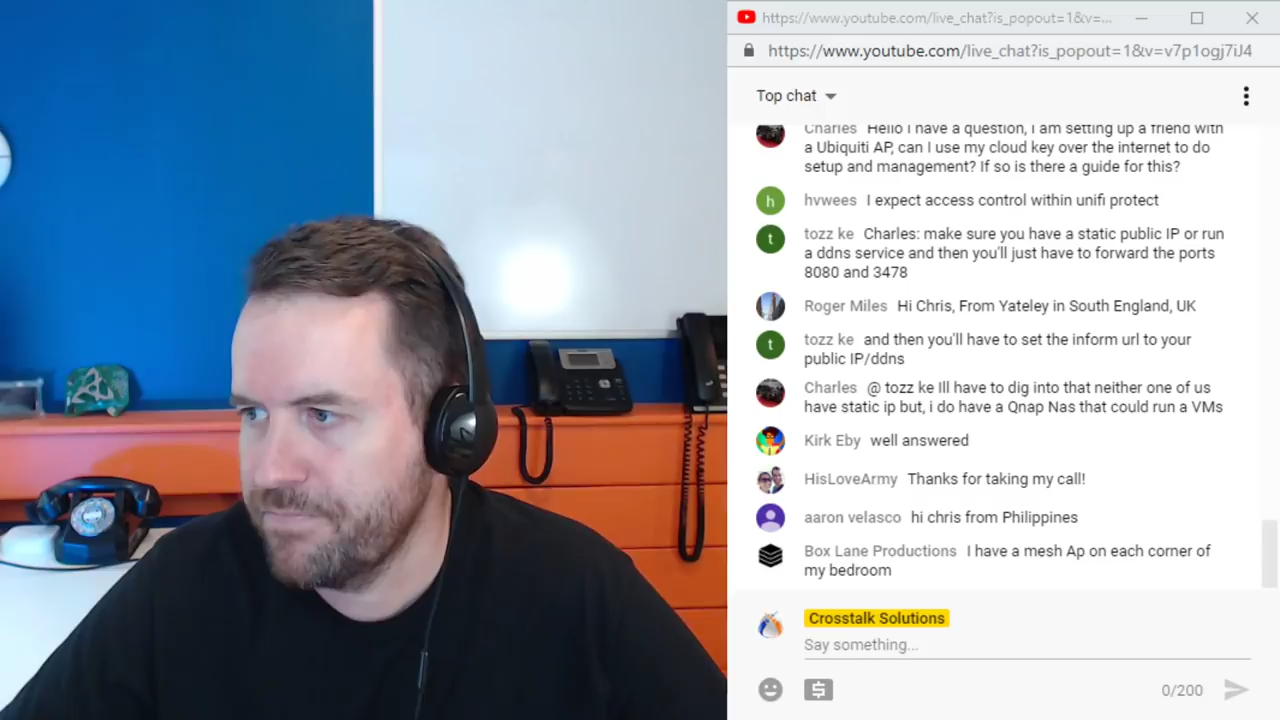 https://www.youtube.com/live_chat?is_popout=1&v=...
https://www.youtube.com/live_chat?is_popout=1&v=v7p1ogj7iJ4
Top chat
Charles Hello I have a question, I am setting up a friend with
a Ubiquiti AP, can I use my cloud key over the internet to do
setup and management? If so is there a guide for this?
h
hvwees I expect access control within unifi protect
t
tozz ke Charles: make sure you have a static public IP or run
a ddns service and then you'll just have to forward the ports
8080 and 3478
Roger Miles Hi Chris, From Yateley in South England, UK
t
tozz ke and then you'll have to set the inform url to your
public IP/ddns
Charles @ tozz ke Ill have to dig into that neither one of us
have static ip but, i do have a Qnap Nas that could run a VMs
Kirk Eby well answered
HisLoveArmy Thanks for taking my call!
aaron velasco hi chris from Philippines
Box Lane Productions I have a mesh Ap on each corner of
my bedroom
Crosstalk Solutions
Say something...
0/200